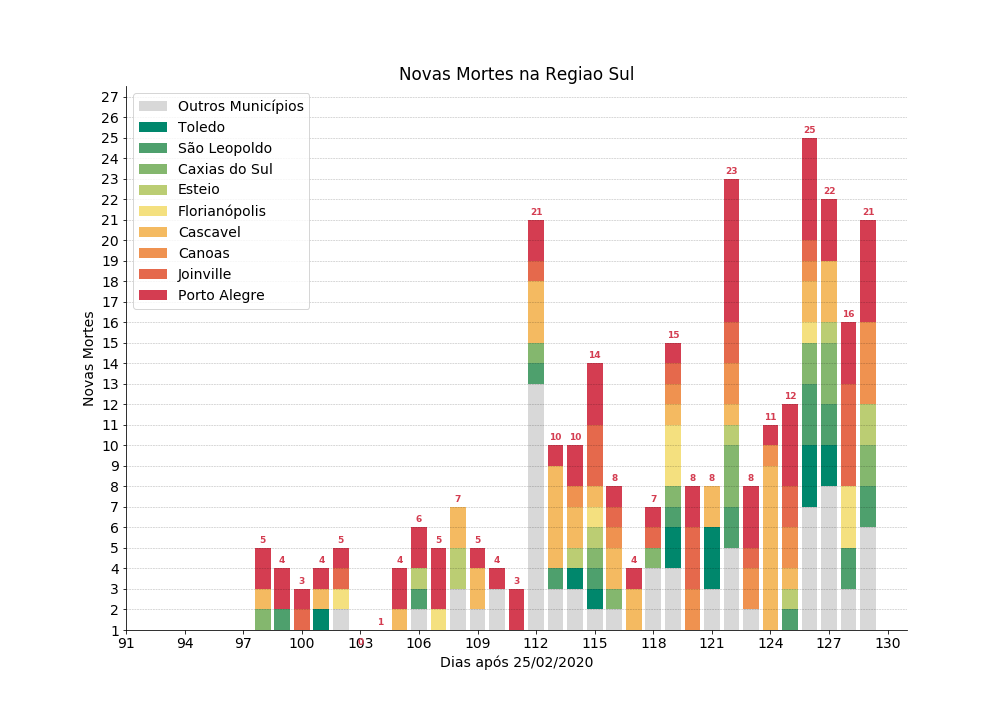 Novas Mortes na Regiao Sul
27
26
25
24
23
22
21
20
19
18
17
16
15
14
13
12
11
10
9
8
7
6
5
4
3
2
1
Novas Mortes
Outros Municípios
Toledo
São Leopoldo
Caxias do Sul
Esteio
Florianópolis
Cascavel
Canoas
Joinville
Porto Alegre
5 4 3 4 5 0 1 4 6 5 7 5 4 3 21 10 10 14 8 4 7 15 8 8 23 8 11 12 25 22 16 21
91 94 97 100 103 106 109 112 115 118 121 124 127 130
Dias após 25/02/2020